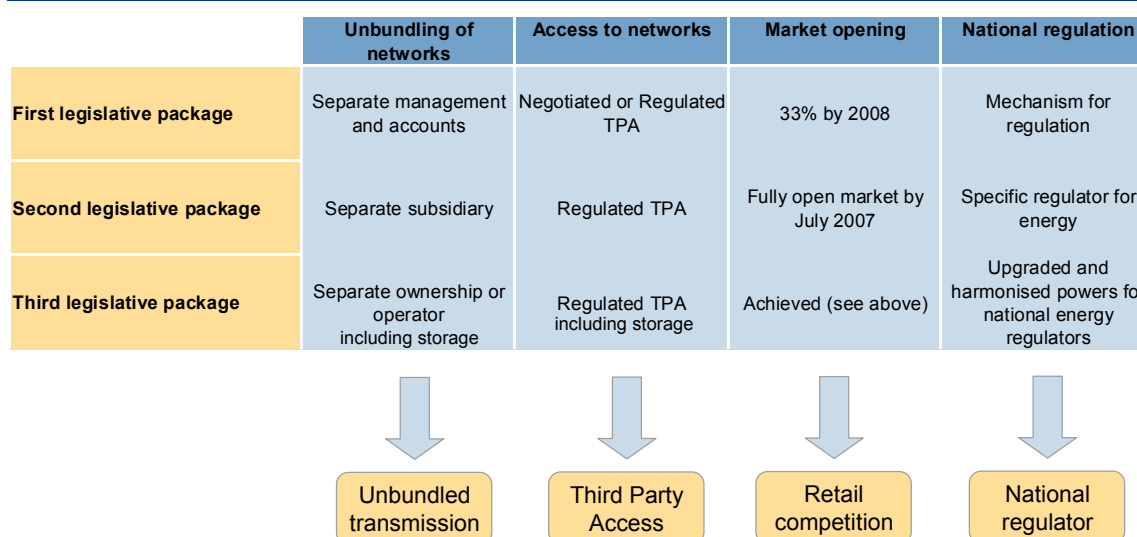 Unbundling of
networks
Access to networks
Market opening
National regulation
First legislative package
Separate management
and accounts
Negotiated or Regulated
TPA
33% by 2008
Mechanism for
regulation
Second legislative package
Separate subsidiary
Regulated TPA
Fully open market by
July 2007
Specific regulator for
energy
Third legislative package
Separate ownership or
operator
including storage
Regulated TPA
including storage
Achieved (see above)
Upgraded and
harmonised powers fo
national energy
regulators
Unbundled
transmission
Third Party
Access
Retail
competition
National
regulator